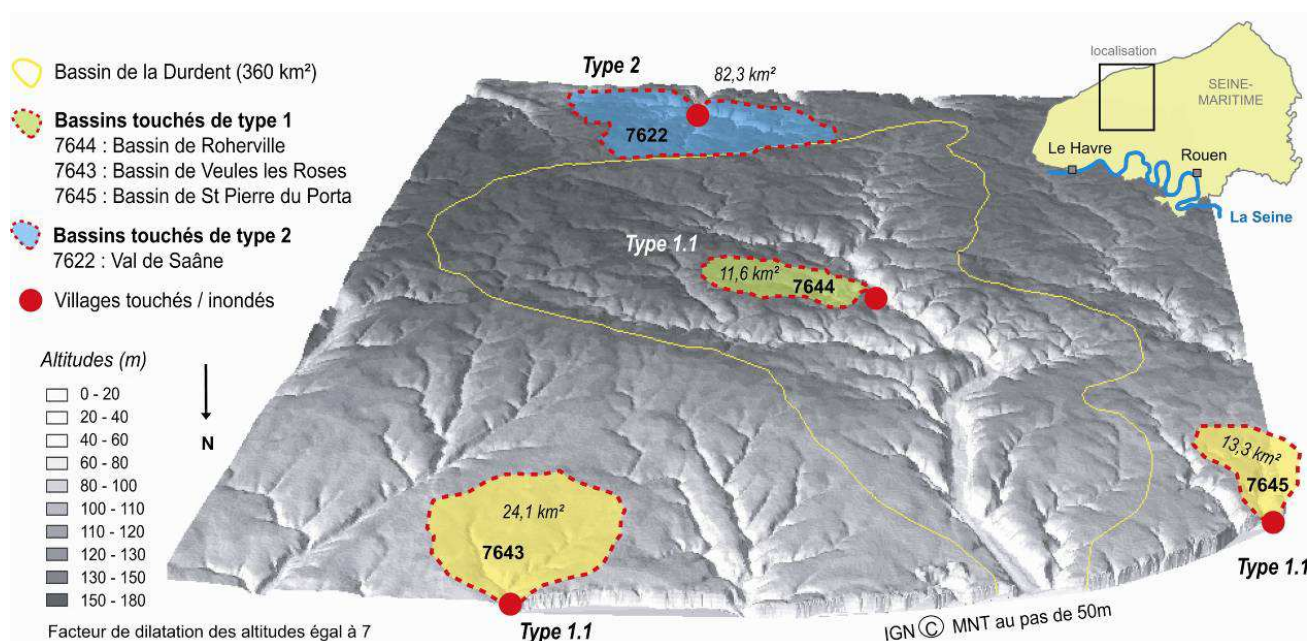 Bassin de la Durdent (360 km²)
Bassins touchés de type 1
7644 : Bassin de Roherville
7643 : Bassin de Veules les Roses
7645 : Bassin de St Pierre du Porta
Bassins touchés de type 2
7622 : Val de Saâne
Villages touchés / inondés
Altitudes (m)
0 - 20
20 - 40
40 - 60
60 - 80
80 - 100
100 - 110
110 - 120
120 - 130
130 - 150
150 - 180
N
Facteur de dilatation des altitudes égal à 7
Type 2
82,3 km²
7622
Type 1.1
11,6 km²
7644
24,1 km²
7643
Type 1.1
13,3 km²
7645
Type 1.1
IGN © MNT au pas de 50m
localisation
SEINE-
MARITIME
Le Havre
Rouen
La Seine